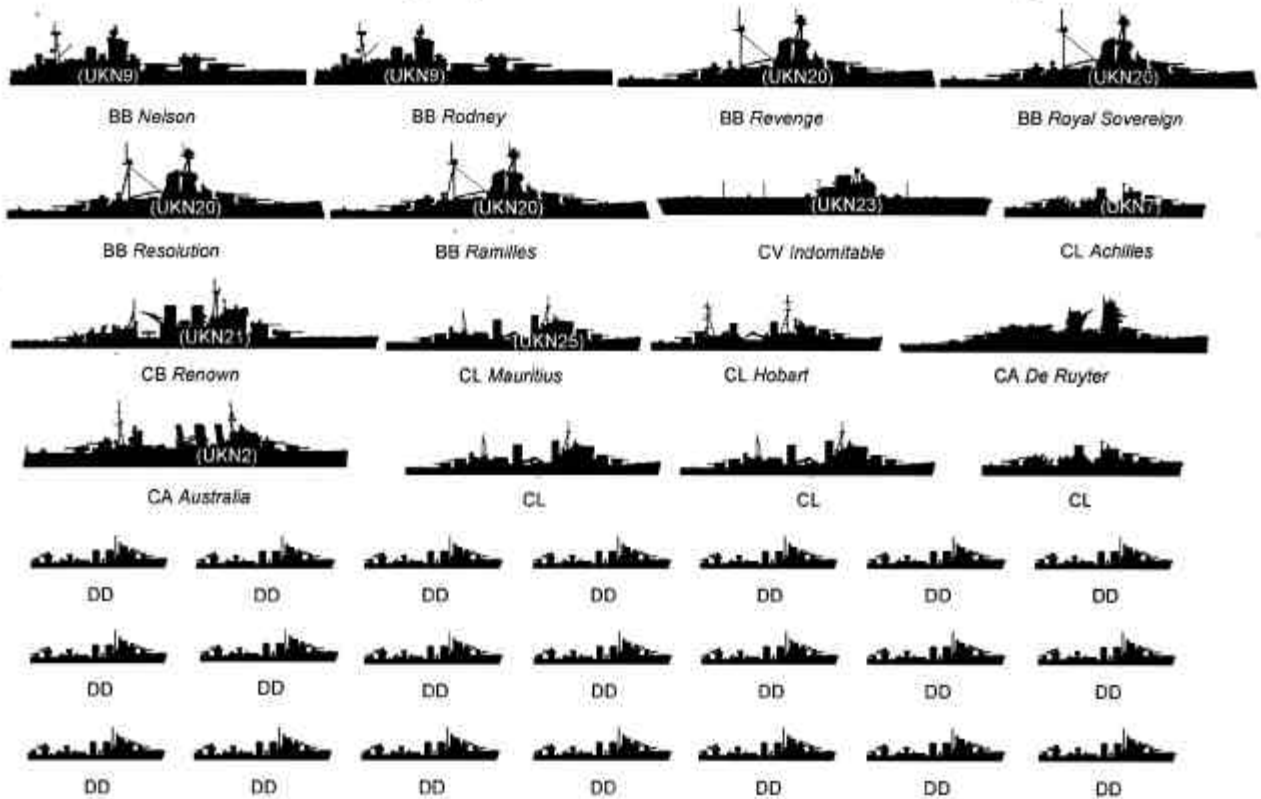 (UKN9) (UKN9) (UKN20) (UKN20)
BB Nelson BB Rodney BB Revenge BB Royal Sovereign
(UKN20) (UKN20) (UKN23) (UKN7)
BB Resolution BB Ramilles CV Indomitable CL Achilles
(UKN21) (UKN25)
CB Renown CL Mauritius CL Hobart CA De Ruyter
(UKN2)
CA Australia CL CL CL
DD DD DD DD DD DD DD
DD DD DD DD DD DD DD
DD DD DD DD DD DD DD